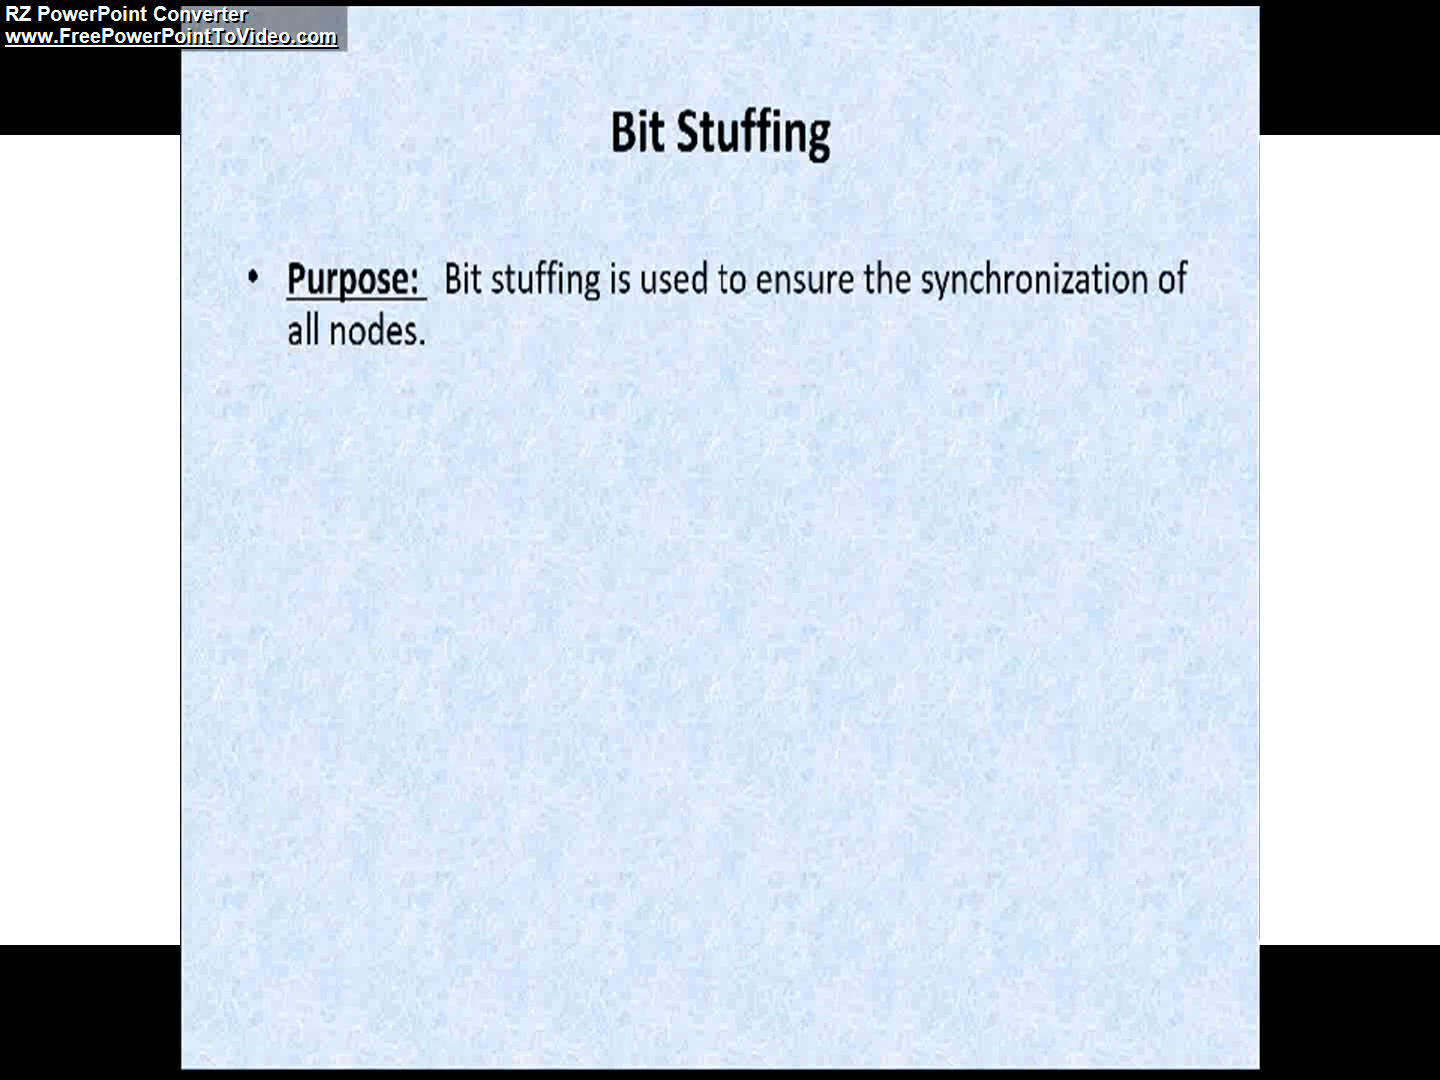 RZ PowerPoint Converter
www.FreePowerPointToVideo.com
Bit Stuffing
• Purpose: Bit stuffing is used to ensure the synchronization of
all nodes.